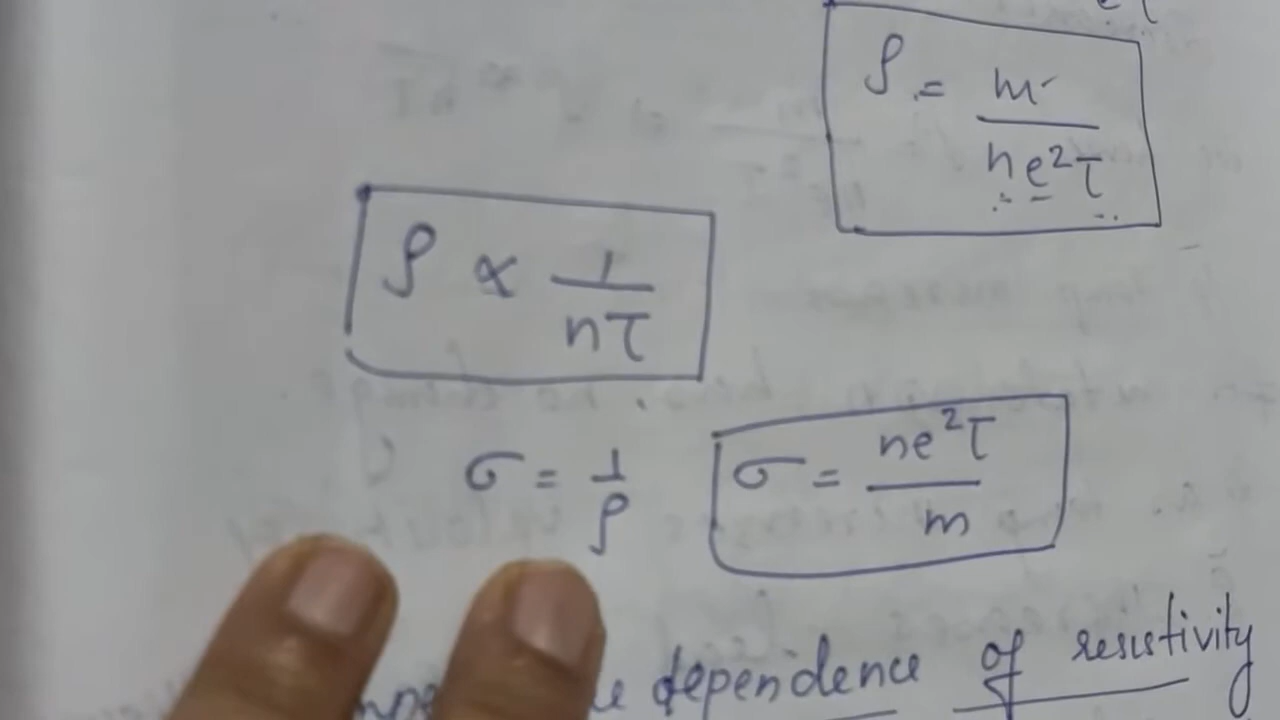 ρ = m / ne²τ
ρ ∝ 1 / nτ
σ = 1/ρ   σ = ne²τ / m
dependence of resistivity